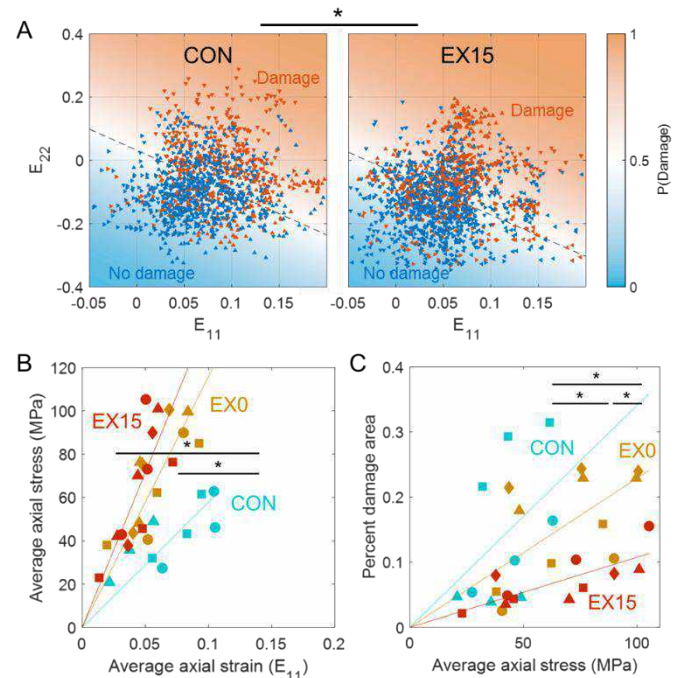 A
*
CON
EX15
Damage
Damage
No damage
No damage
E22
0.4
0.2
0
-0.2
-0.4
-0.05 0 0.05 0.1 0.15 0.2
-0.05 0 0.05 0.1 0.15 0.2
E11
E11
1
0.5
0
P(Damage)
B
Average axial stress (MPa)
120
100
80
60
40
20
0
EX15
EX0
*
*
CON
0 0.05 0.1 0.15 0.2
Average axial strain (E11)
C
Percent damage area
0.4
0.3
0.2
0.1
0
*
* *
CON
EX0
EX15
0 50 100
Average axial stress (MPa)